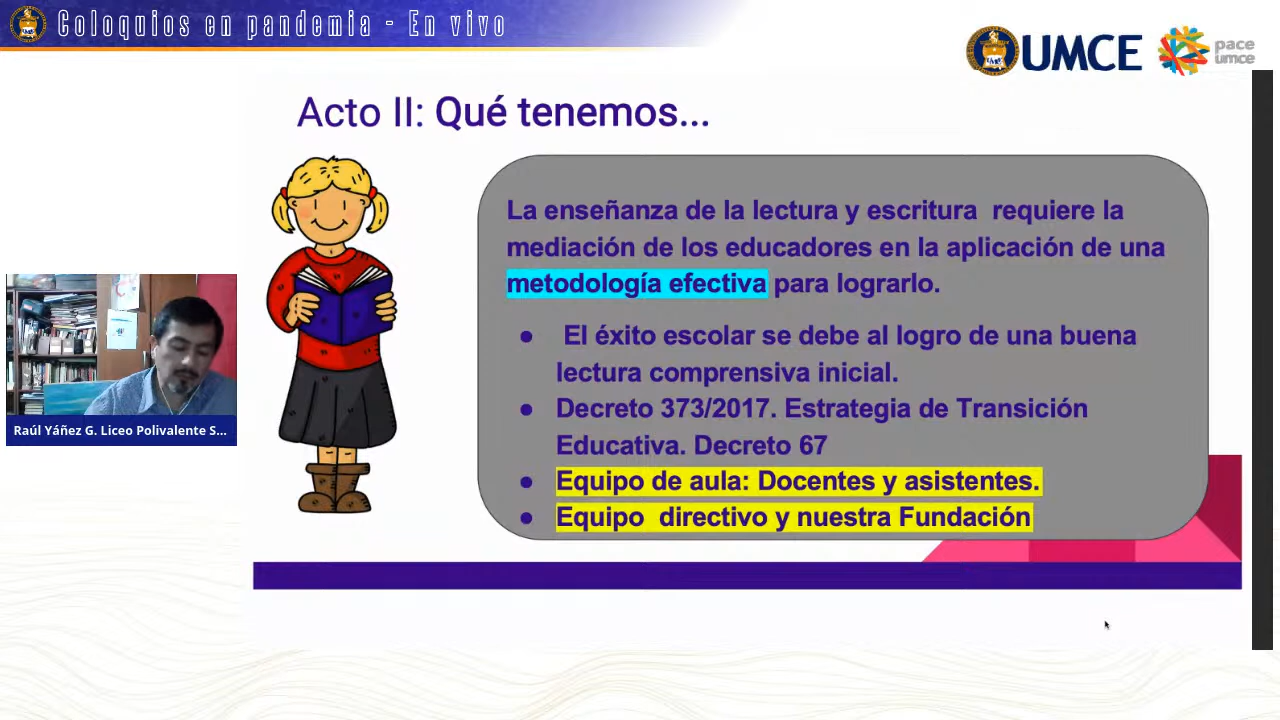 Coloquios en pandemia - En vivo
UMCE
pace
umce
Acto II: Qué tenemos...
La enseñanza de la lectura y escritura requiere la
mediación de los educadores en la aplicación de una
metodología efectiva para lograrlo.
● El éxito escolar se debe al logro de una buena
lectura comprensiva inicial.
● Decreto 373/2017. Estrategia de Transición
Educativa. Decreto 67
● Equipo de aula: Docentes y asistentes.
● Equipo directivo y nuestra Fundación
Raúl Yáñez G. Liceo Polivalente S...